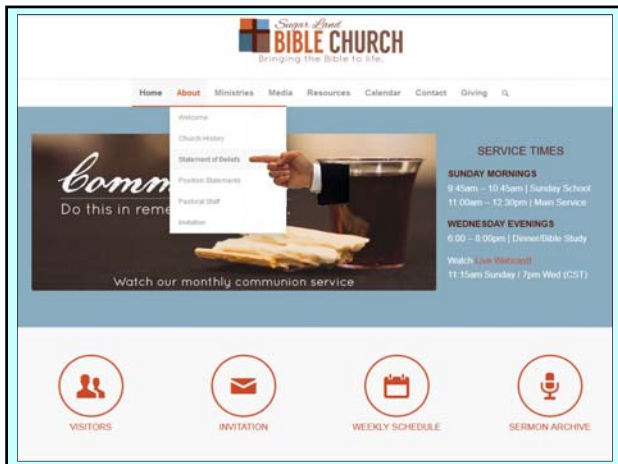 Sugar Land
BIBLE CHURCH
Bringing the Bible to life.
Home About Ministries Media Resources Calendar Contact Giving
Welcome
Church History
Statement of Beliefs
Position Statements
Pastoral Staff
Invitation
Comm
Do this in reme
Watch our monthly communion service
SERVICE TIMES
SUNDAY MORNINGS
9:45am – 10:45am | Sunday School
11:00am – 12:30pm | Main Service
WEDNESDAY EVENINGS
6:00 – 8:00pm | Dinner/Bible Study
Watch Live Webcast!
11:15am Sunday / 7pm Wed (CST)
VISITORS
INVITATION
WEEKLY SCHEDULE
SERMON ARCHIVE